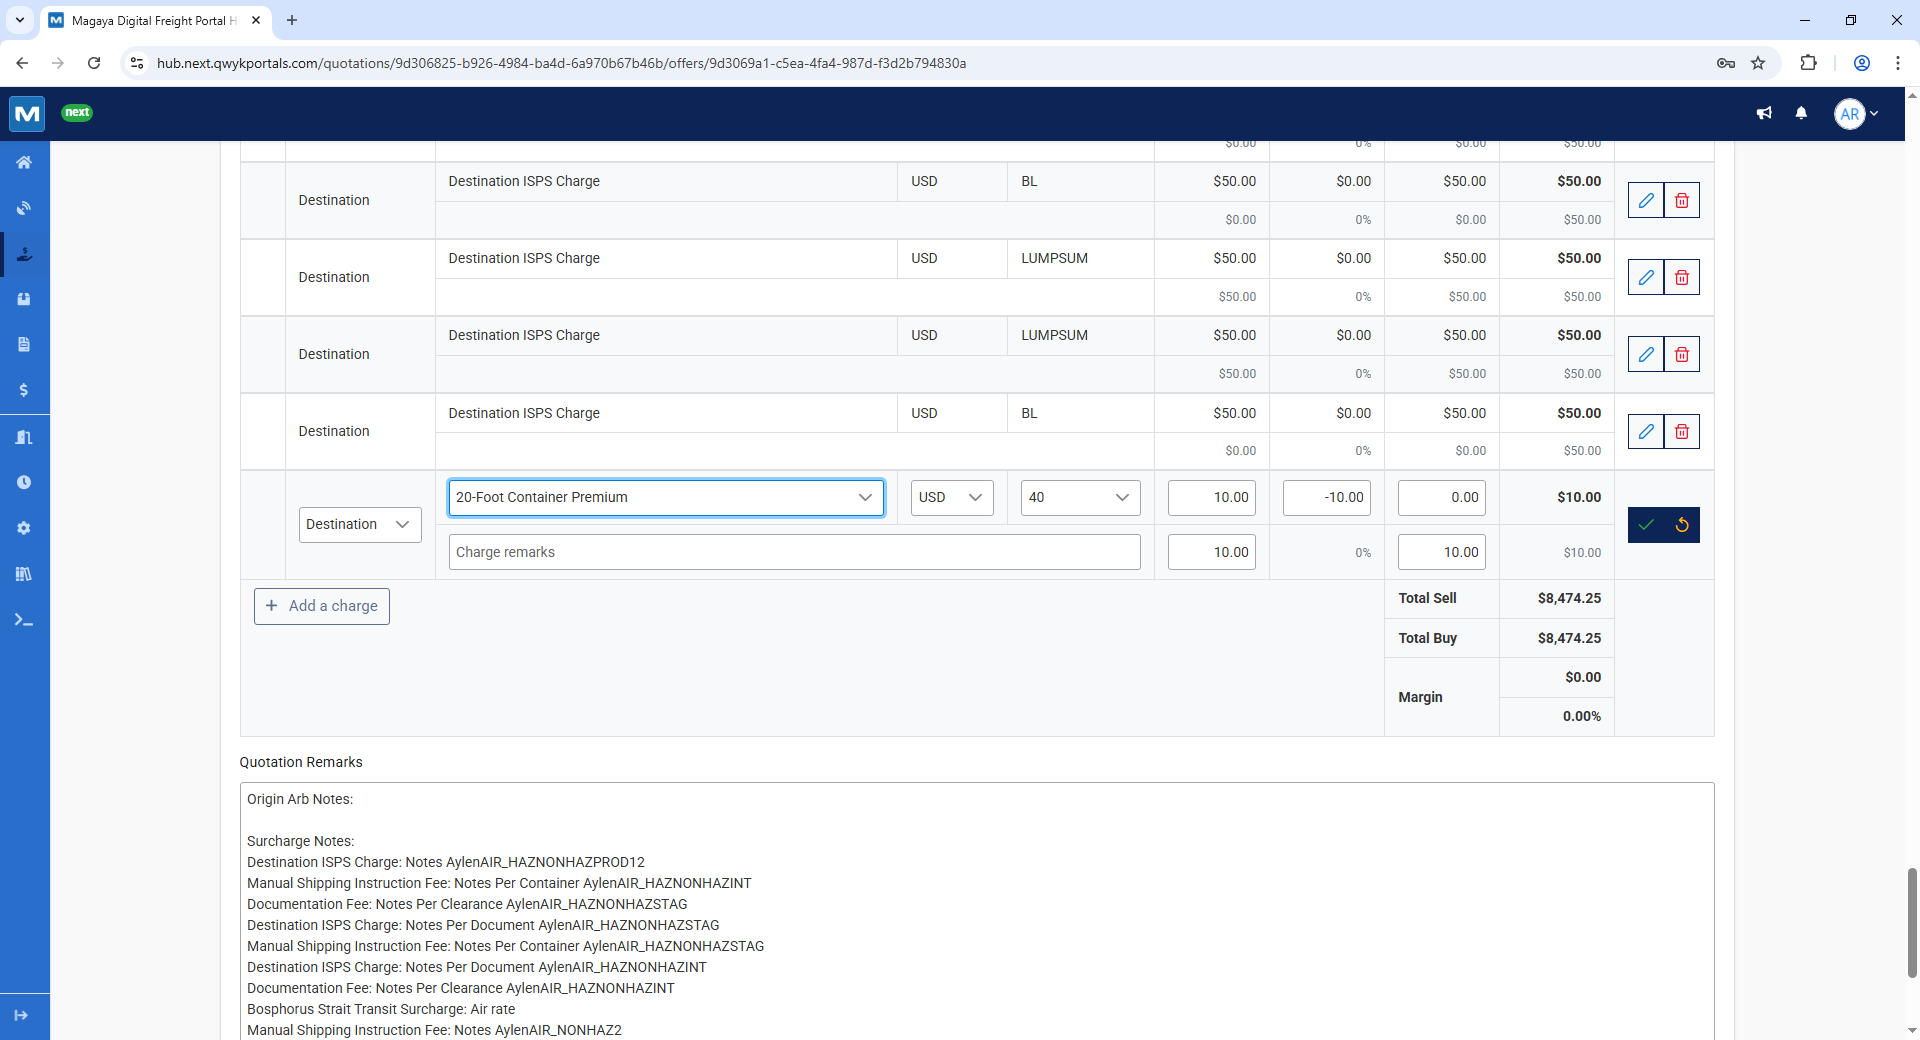 Magaya Digital Freight Portal H
hub.next.qwykportals.com/quotations/9d306825-b926-4984-ba4d-6a970b67b46b/offers/9d3069a1-c5ea-4fa4-987d-f3d2b794830a
M next AR
$0.00 0% $0.00 $50.00
Destination Destination ISPS Charge USD BL $50.00 $0.00 $50.00 $50.00
$0.00 0% $0.00 $50.00
Destination Destination ISPS Charge USD LUMPSUM $50.00 $0.00 $50.00 $50.00
$50.00 0% $50.00 $50.00
Destination Destination ISPS Charge USD LUMPSUM $50.00 $0.00 $50.00 $50.00
$50.00 0% $50.00 $50.00
Destination Destination ISPS Charge USD BL $50.00 $0.00 $50.00 $50.00
$0.00 0% $0.00 $50.00
Destination 20-Foot Container Premium USD 40 10.00 -10.00 0.00 $10.00
Charge remarks 10.00 0% 10.00 $10.00
+ Add a charge
Total Sell $8,474.25
Total Buy $8,474.25
Margin $0.00
0.00%
Quotation Remarks
Origin Arb Notes:
Surcharge Notes:
Destination ISPS Charge: Notes AylenAIR_HAZNONHAZPROD12
Manual Shipping Instruction Fee: Notes Per Container AylenAIR_HAZNONHAZINT
Documentation Fee: Notes Per Clearance AylenAIR_HAZNONHAZSTAG
Destination ISPS Charge: Notes Per Document AylenAIR_HAZNONHAZSTAG
Manual Shipping Instruction Fee: Notes Per Container AylenAIR_HAZNONHAZSTAG
Destination ISPS Charge: Notes Per Document AylenAIR_HAZNONHAZINT
Documentation Fee: Notes Per Clearance AylenAIR_HAZNONHAZINT
Bosphorus Strait Transit Surcharge: Air rate
Manual Shipping Instruction Fee: Notes AylenAIR_NONHAZ2